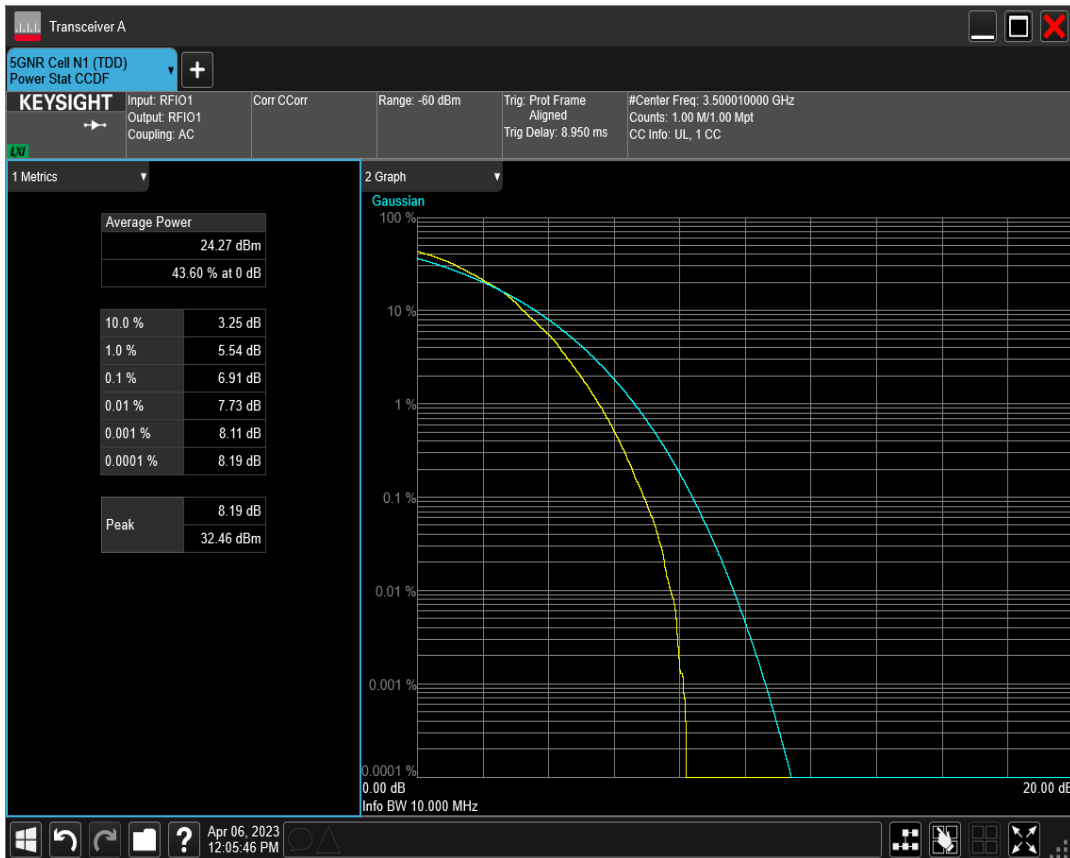 Transceiver A
5GNR Cell N1 (TDD)
Power Stat CCDF
+
KEYSIGHT
LXI
Input: RFIO1
Output: RFIO1
Coupling: AC
Corr CCorr
Range: -60 dBm
Trig: Prot Frame
Aligned
Trig Delay: 8.950 ms
#Center Freq: 3.500010000 GHz
Counts: 1.00 M/1.00 Mpt
CC Info: UL, 1 CC
1 Metrics
Average Power
24.27 dBm
43.60 % at 0 dB
10.0 % 3.25 dB
1.0 % 5.54 dB
0.1 % 6.91 dB
0.01 % 7.73 dB
0.001 % 8.11 dB
0.0001 % 8.19 dB
Peak
8.19 dB
32.46 dBm
2 Graph
Gaussian
100 %
10 %
1 %
0.1 %
0.01 %
0.001 %
0.0001 %
0.00 dB 20.00 dB
Info BW 10.000 MHz
?
Apr 06, 2023
12:05:46 PM